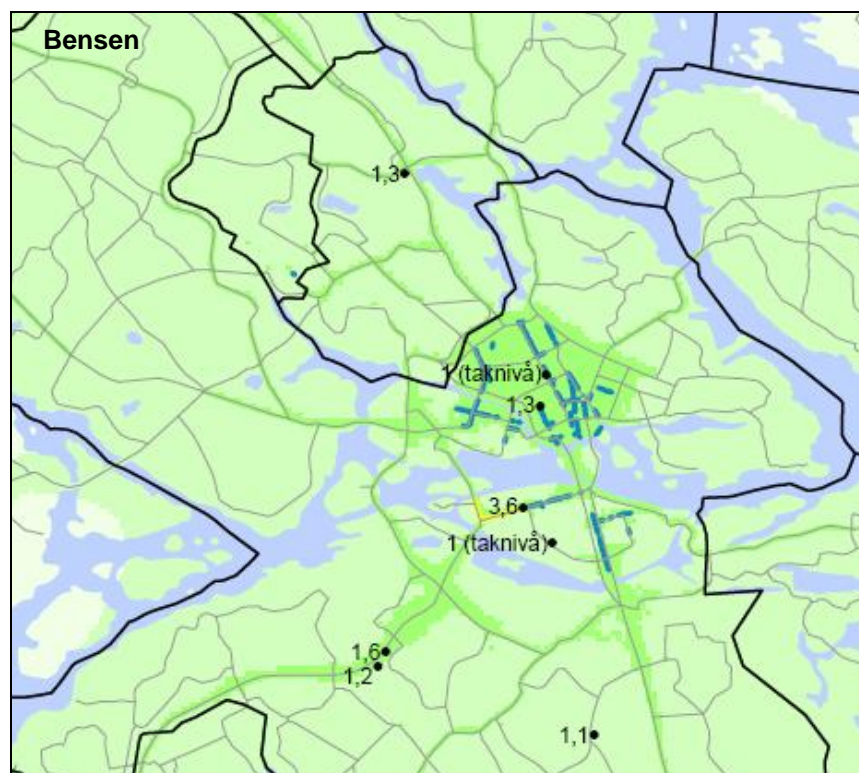 Bensen
1,3
1 (taknivå)
1,3
3,6
1 (taknivå)
1,6
1,2
1,1